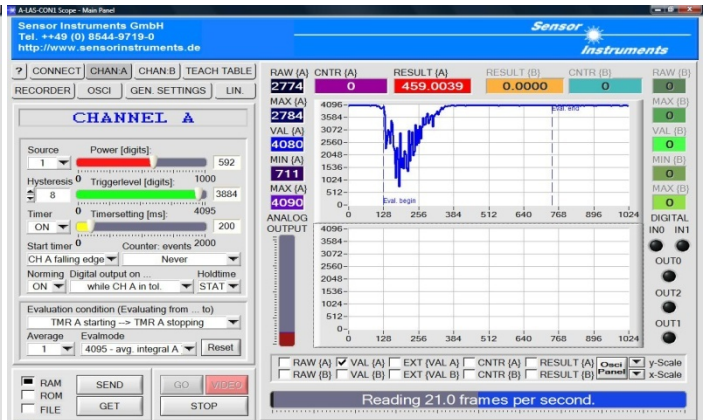 A-LAS-CON1 Scope - Main Panel
Sensor Instruments GmbH
Tel. ++49 (0) 8544-9719-0
http://www.sensorinstruments.de
Sensor
Instruments
? CONNECT CHAN:A CHAN:B TEACH TABLE
RECORDER OSCI GEN. SETTINGS LIN.
CHANNEL A
Source Power [digits]:
1 592
Hysteresis 0 Triggerlevel [digits]: 1000
8 3884
Timer 0 Timersetting [ms]: 4095
ON 200
Start timer 0 Counter: events 2000
CH A falling edge Never
Norming Digital output on ... Holdtime
ON while CH A in tol. STAT
Evaluation condition (Evaluating from ... to)
TMR A starting --> TMR A stopping
Average Evalmode
1 4095 - avg. integral A Reset
RAM SEND GO VIDEO
ROM
FILE GET STOP
RAW {A} CNTR {A} RESULT {A} RESULT {B} CNTR {B} RAW {B}
2774 0 459.0039 0.0000 0 0
MAX {A}
2784
VAL {A}
4080
MIN {A}
711
MAX {A}
4090
ANALOG
OUTPUT
4096-
3584-
3072-
2560-
2048-
1536-
1024-
512-
0-
Eval. begin
Eval. end
0 128 256 384 512 640 768 896 1024
4096-
3584-
3072-
2560-
2048-
1536-
1024-
512-
0-
0 128 256 384 512 640 768 896 1024
MAX {B}
0
VAL {B}
0
MIN {B}
0
MAX {B}
0
DIGITAL
IN0 IN1
OUT0
OUT2
OUT1
RAW {A} VAL {A} EXT {VAL A} CNTR {A} RESULT {A} Osci y-Scale
RAW {B} VAL {B} EXT {VAL B} CNTR {B} RESULT {B} Panel x-Scale
Reading 21.0 frames per second.